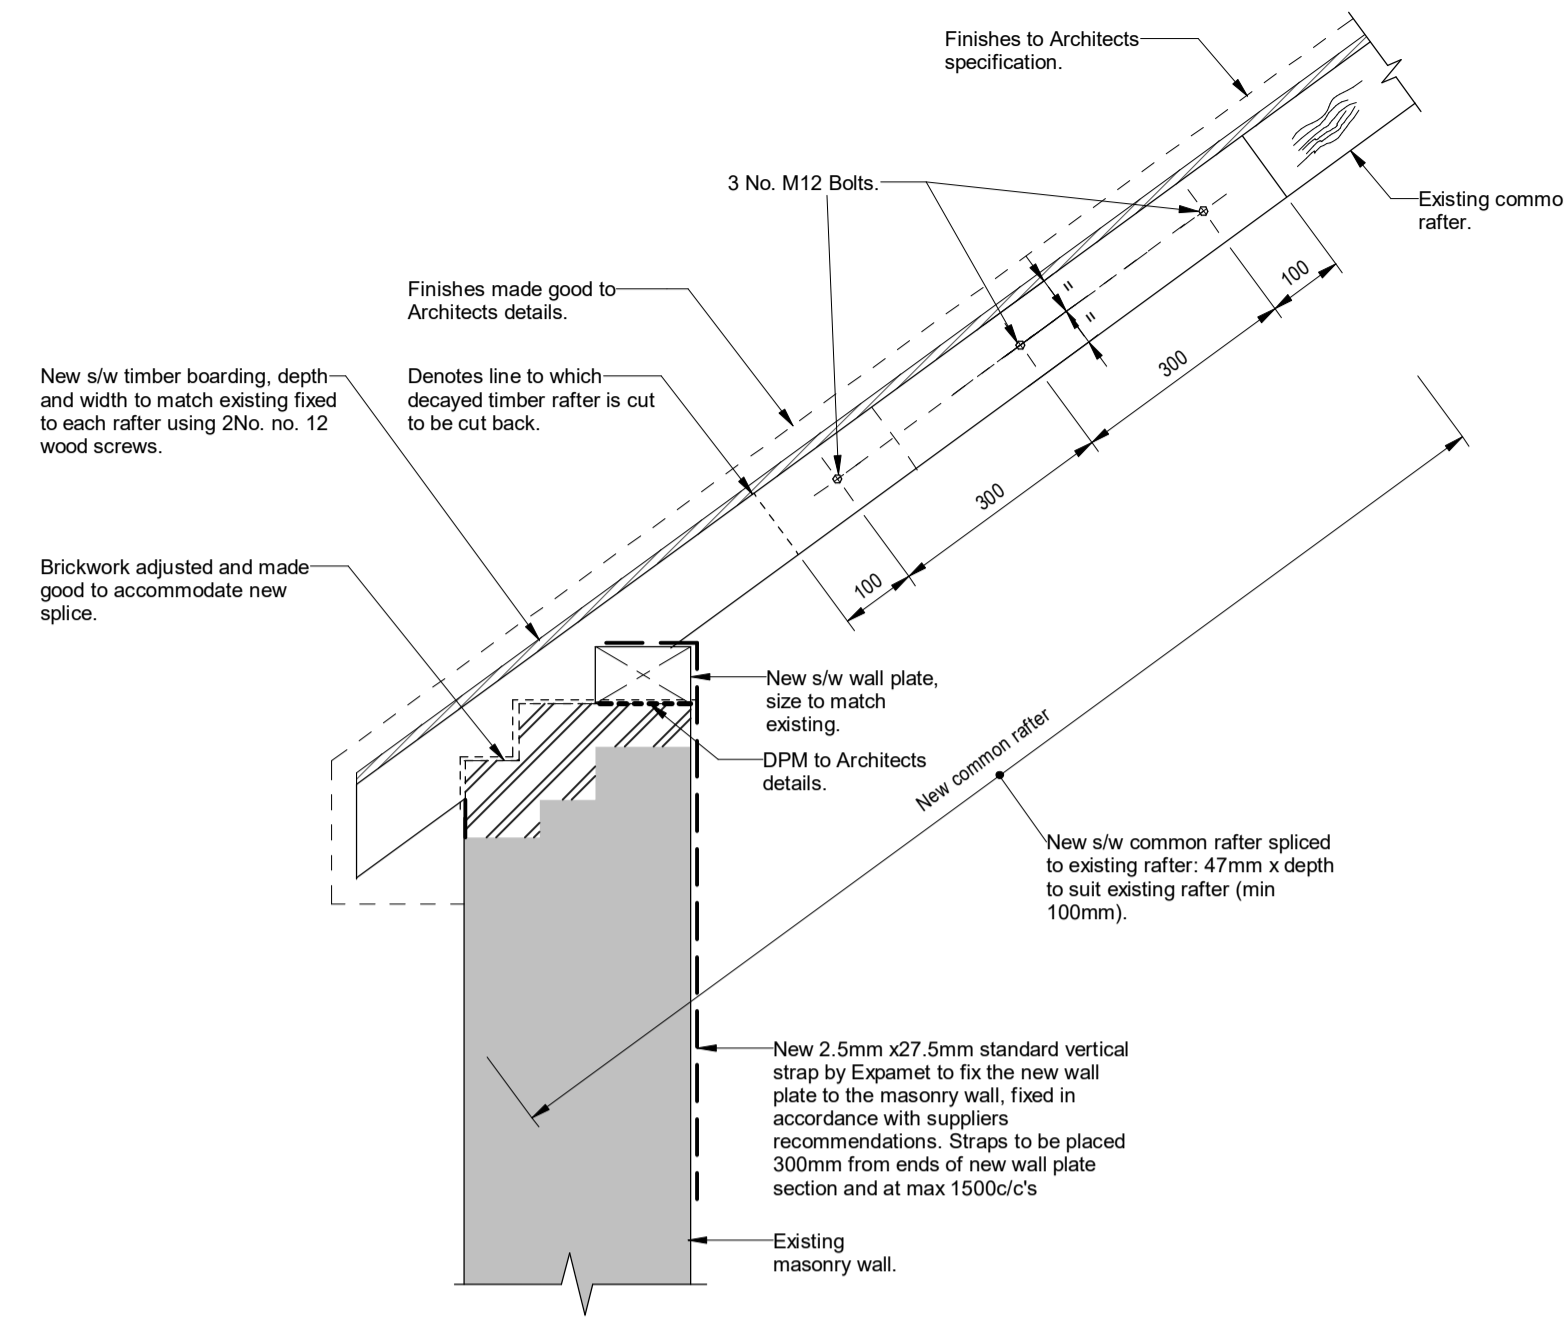 Finishes to Architects
specification.
3 No. M12 Bolts.
Existing commo
rafter.
100
Finishes made good to
Architects details.
"
"
300
New s/w timber boarding, depth
and width to match existing fixed
to each rafter using 2No. no. 12
wood screws.
Denotes line to which
decayed timber rafter is cut
to be cut back.
300
Brickwork adjusted and made
good to accommodate new
splice.
100
New s/w wall plate,
size to match
existing.
DPM to Architects
details.
New common rafter
New s/w common rafter spliced
to existing rafter: 47mm x depth
to suit existing rafter (min
100mm).
New 2.5mm x27.5mm standard vertical
strap by Expamet to fix the new wall
plate to the masonry wall, fixed in
accordance with suppliers
recommendations. Straps to be placed
300mm from ends of new wall plate
section and at max 1500c/c's
Existing
masonry wall.